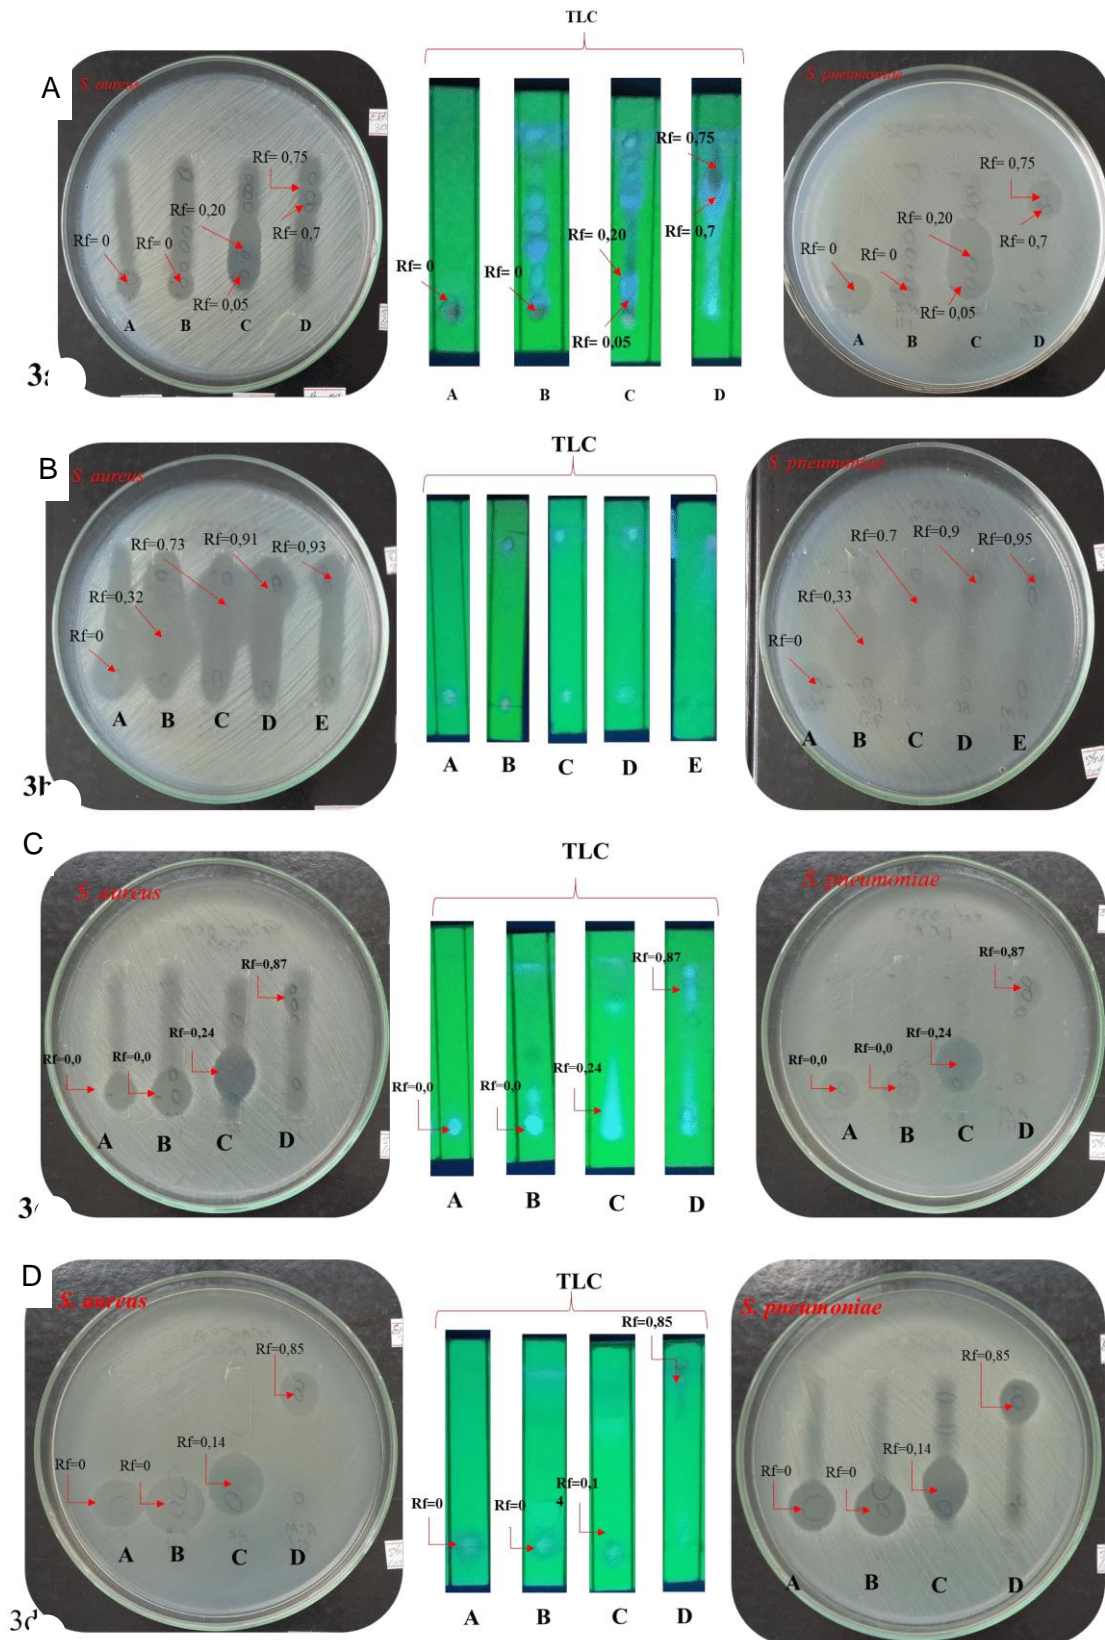 TLC
A
S. aureus
Rf= 0,75
Rf= 0,20
Rf= 0
Rf= 0
Rf= 0,7
Rf= 0,05
A
B
C
D
Rf= 0,75
Rf= 0,20
Rf= 0,7
Rf= 0
Rf= 0
Rf= 0,05
A
B
C
D
S. pneumoniae
Rf= 0,75
Rf= 0,20
Rf= 0
Rf= 0
Rf= 0,7
Rf= 0,05
A
B
C
D
B
S. aureus
Rf=0.73
Rf=0,91
Rf=0,93
Rf=0,32
Rf=0
A
B
C
D
E
TLC
A
B
C
D
E
S. pneumoniae
Rf=0.7
Rf=0,9
Rf=0,95
Rf=0,33
Rf=0
A
B
C
D
E
C
S. aureus
Rf=0,87
Rf=0,24
Rf=0,0
Rf=0,0
A
B
C
D
TLC
Rf=0,87
Rf=0,24
Rf=0,0
Rf=0,0
A
B
C
D
S. pneumoniae
Rf=0,87
Rf=0,24
Rf=0,0
Rf=0,0
A
B
C
D
D
S. aureus
Rf=0,85
Rf=0,14
Rf=0
Rf=0
A
B
C
D
TLC
Rf=0,85
Rf=0,1
4
Rf=0
Rf=0
A
B
C
D
S. pneumoniae
Rf=0,85
Rf=0,14
Rf=0
Rf=0
A
B
C
D